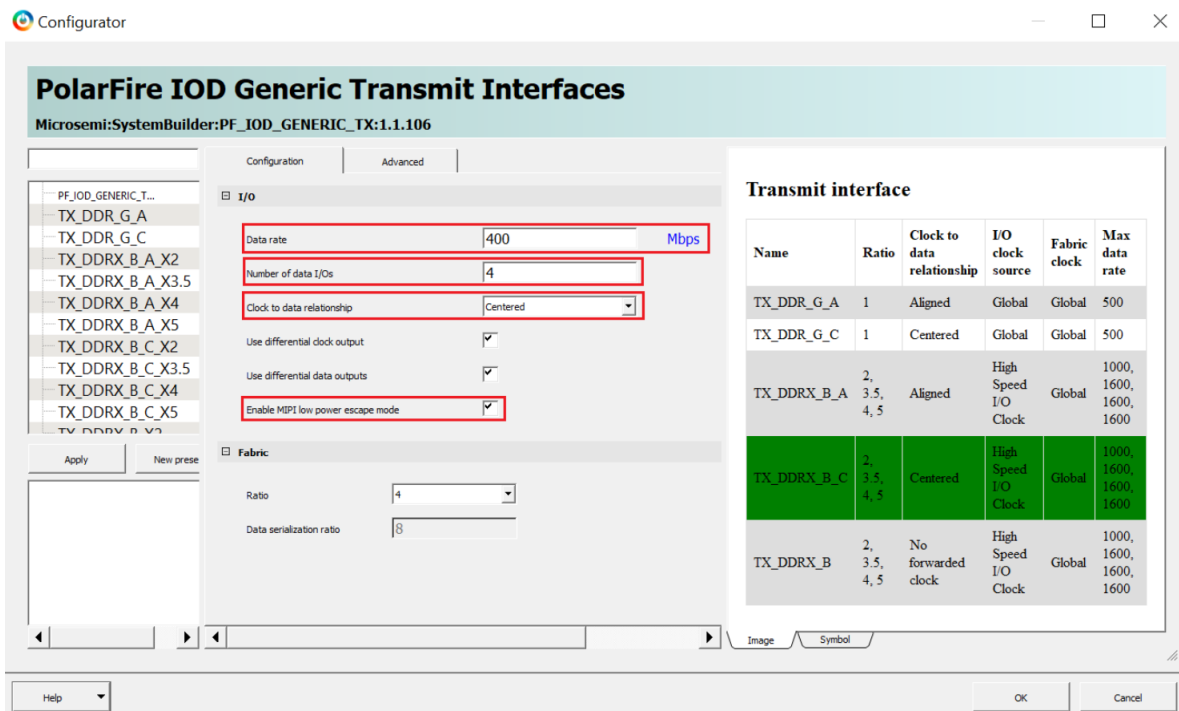 Configurator
PolarFire IOD Generic Transmit Interfaces
Microsemi:SystemBuilder:PF_IOD_GENERIC_TX:1.1.106
PF_IOD_GENERIC_T...
TX_DDR_G_A
TX_DDR_G_C
TX_DDRX_B_A_X2
TX_DDRX_B_A_X3.5
TX_DDRX_B_A_X4
TX_DDRX_B_A_X5
TX_DDRX_B_C_X2
TX_DDRX_B_C_X3.5
TX_DDRX_B_C_X4
TX_DDRX_B_C_X5
Apply New prese
Configuration Advanced
I/O
Data rate 400 Mbps
Number of data I/Os 4
Clock to data relationship Centered
Use differential clock output
Use differential data outputs
Enable MIPI low power escape mode
Fabric
Ratio 4
Data serialization ratio 8
Transmit interface
Name Ratio Clock to data relationship I/O clock source Fabric clock Max data rate
TX_DDR_G_A 1 Aligned Global Global 500
TX_DDR_G_C 1 Centered Global Global 500
TX_DDRX_B_A 2, 3.5, 4, 5 Aligned High Speed I/O Clock Global 1000, 1600, 1600, 1600
TX_DDRX_B_C 2, 3.5, 4, 5 Centered High Speed I/O Clock Global 1000, 1600, 1600, 1600
TX_DDRX_B 2, 3.5, 4, 5 No forwarded clock High Speed I/O Clock Global 1000, 1600, 1600, 1600
Image Symbol
Help OK Cancel